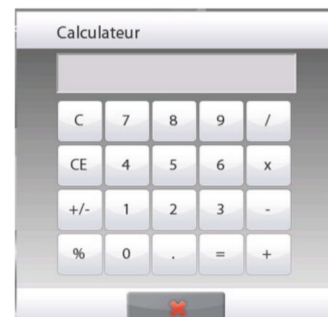 Calculateur
C 7 8 9 /
CE 4 5 6 x
+/- 1 2 3 -
% 0 . = +